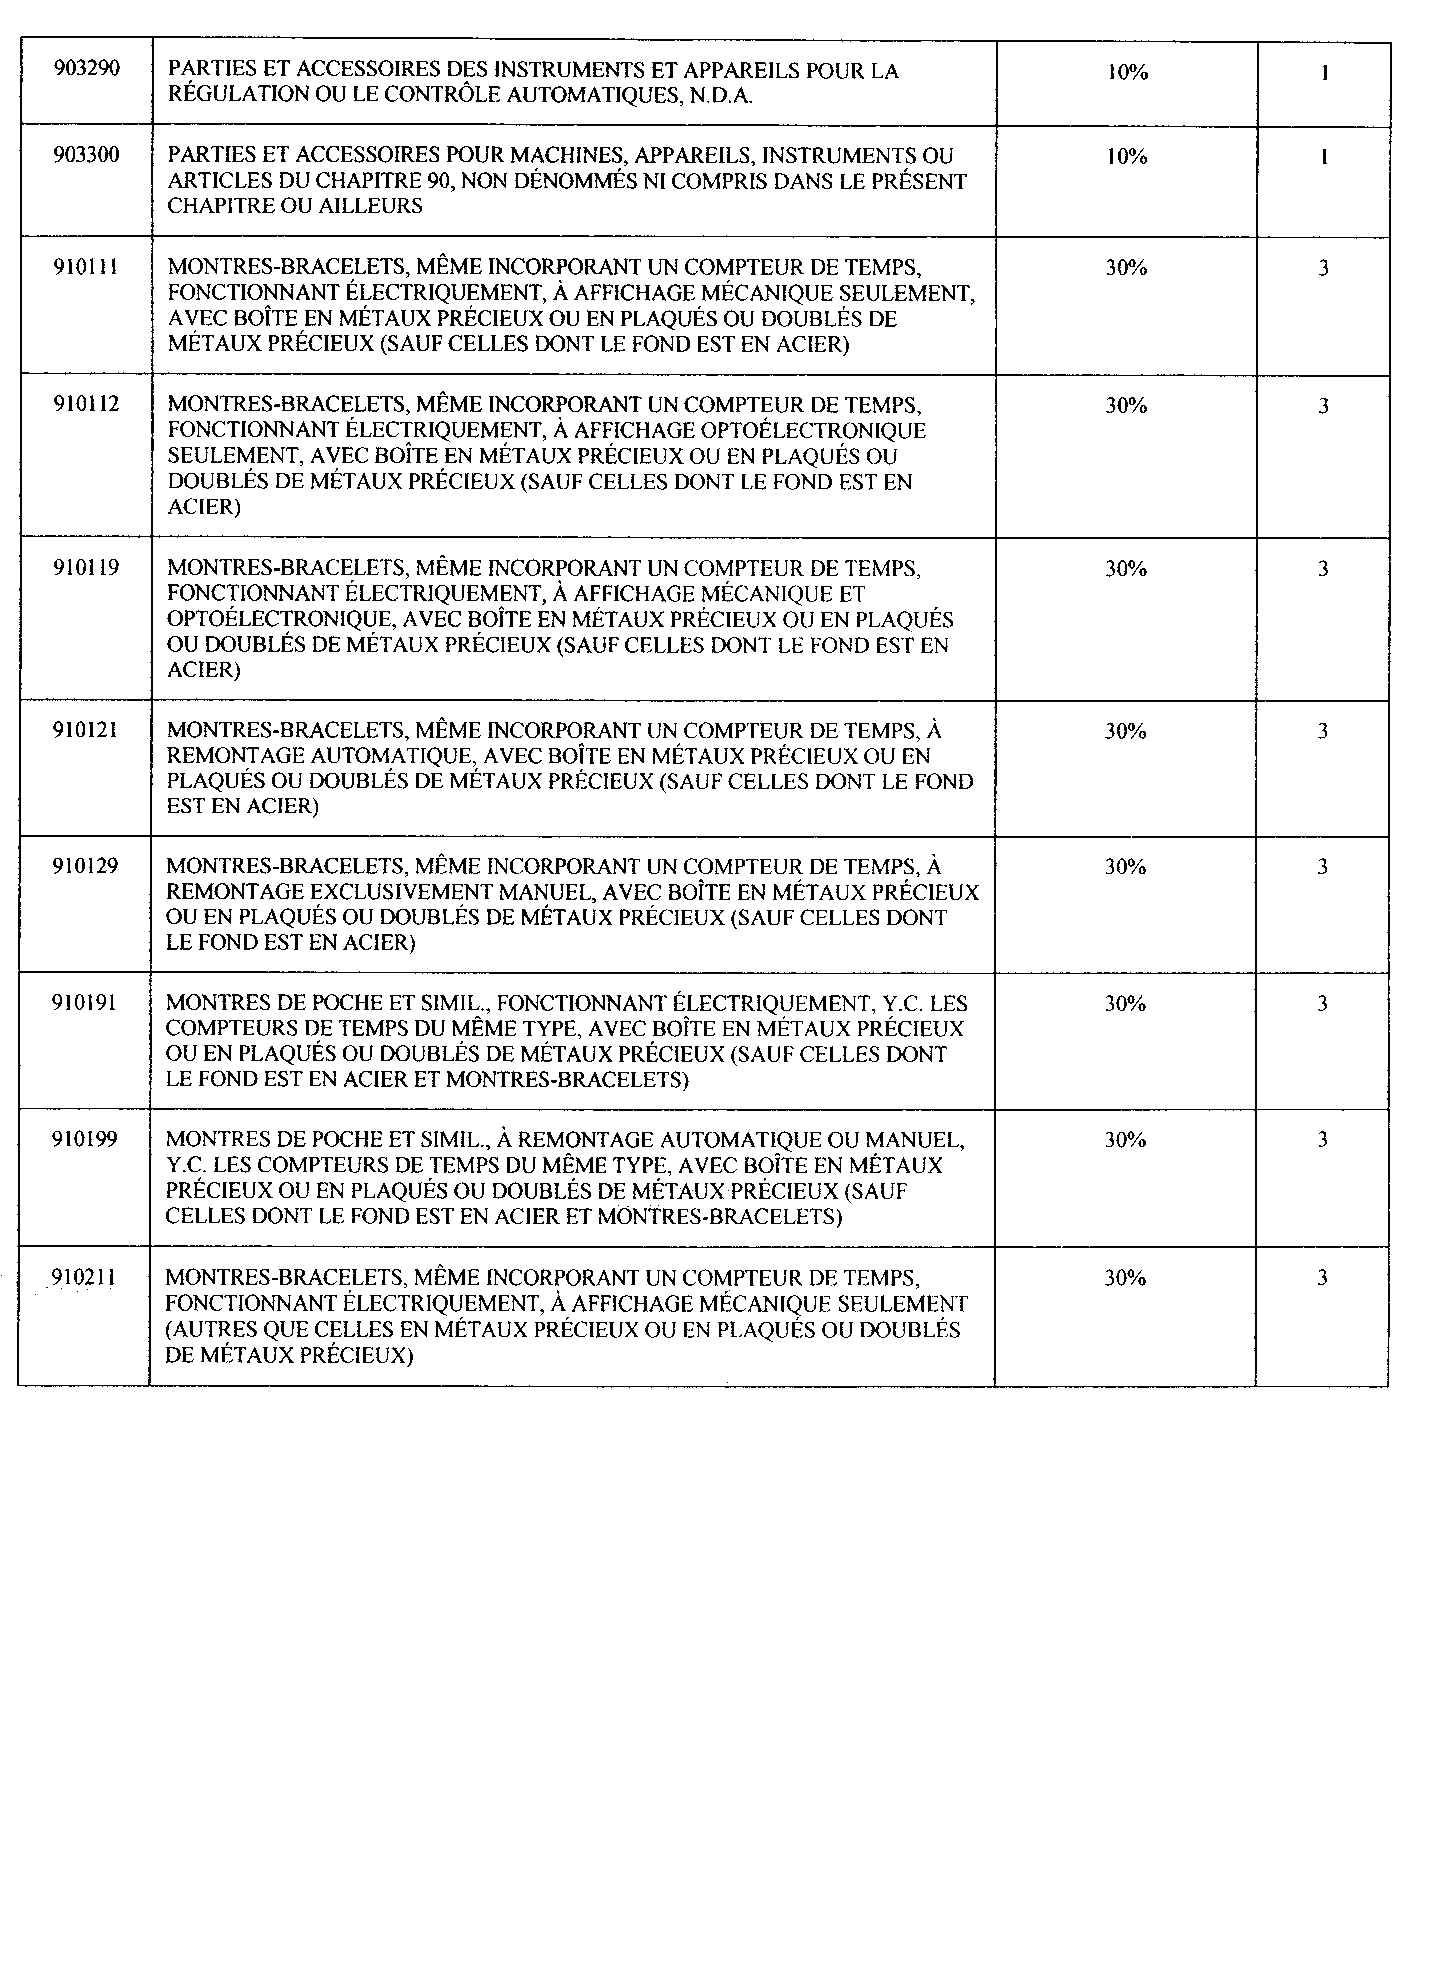 903290 PARTIES ET ACCESSOIRES DES INSTRUMENTS ET APPAREILS POUR LA 10% 1
RÉGULATION OU LE CONTRÔLE AUTOMATIQUES, N.D.A.
903300 PARTIES ET ACCESSOIRES POUR MACHINES, APPAREILS, INSTRUMENTS OU 10% 1
ARTICLES DU CHAPITRE 90, NON DÉNOMMÉS NI COMPRIS DANS LE PRÉSENT
CHAPITRE OU AILLEURS
910111 MONTRES-BRACELETS, MÊME INCORPORANT UN COMPTEUR DE TEMPS, 30% 3
FONCTIONNANT ÉLECTRIQUEMENT, À AFFICHAGE MÉCANIQUE SEULEMENT,
AVEC BOÎTE EN MÉTAUX PRÉCIEUX OU EN PLAQUÉS OU DOUBLÉS DE
MÉTAUX PRÉCIEUX (SAUF CELLES DONT LE FOND EST EN ACIER)
910112 MONTRES-BRACELETS, MÊME INCORPORANT UN COMPTEUR DE TEMPS, 30% 3
FONCTIONNANT ÉLECTRIQUEMENT, À AFFICHAGE OPTOÉLECTRONIQUE
SEULEMENT, AVEC BOÎTE EN MÉTAUX PRÉCIEUX OU EN PLAQUÉS OU
DOUBLÉS DE MÉTAUX PRÉCIEUX (SAUF CELLES DONT LE FOND EST EN
ACIER)
910119 MONTRES-BRACELETS, MÊME INCORPORANT UN COMPTEUR DE TEMPS, 30% 3
FONCTIONNANT ÉLECTRIQUEMENT, À AFFICHAGE MÉCANIQUE ET
OPTOÉLECTRONIQUE, AVEC BOÎTE EN MÉTAUX PRÉCIEUX OU EN PLAQUÉS
OU DOUBLÉS DE MÉTAUX PRÉCIEUX (SAUF CELLES DONT LE FOND EST EN
ACIER)
910121 MONTRES-BRACELETS, MÊME INCORPORANT UN COMPTEUR DE TEMPS, À 30% 3
REMONTAGE AUTOMATIQUE, AVEC BOÎTE EN MÉTAUX PRÉCIEUX OU EN
PLAQUÉS OU DOUBLÉS DE MÉTAUX PRÉCIEUX (SAUF CELLES DONT LE FOND
EST EN ACIER)
910129 MONTRES-BRACELETS, MÊME INCORPORANT UN COMPTEUR DE TEMPS, À 30% 3
REMONTAGE EXCLUSIVEMENT MANUEL, AVEC BOÎTE EN MÉTAUX PRÉCIEUX
OU EN PLAQUÉS OU DOUBLÉS DE MÉTAUX PRÉCIEUX (SAUF CELLES DONT
LE FOND EST EN ACIER)
910191 MONTRES DE POCHE ET SIMIL., FONCTIONNANT ÉLECTRIQUEMENT, Y.C. LES 30% 3
COMPTEURS DE TEMPS DU MÊME TYPE, AVEC BOÎTE EN MÉTAUX PRÉCIEUX
OU EN PLAQUÉS OU DOUBLÉS DE MÉTAUX PRÉCIEUX (SAUF CELLES DONT
LE FOND EST EN ACIER ET MONTRES-BRACELETS)
910199 MONTRES DE POCHE ET SIMIL., À REMONTAGE AUTOMATIQUE OU MANUEL, 30% 3
Y.C. LES COMPTEURS DE TEMPS DU MÊME TYPE, AVEC BOÎTE EN MÉTAUX
PRÉCIEUX OU EN PLAQUÉS OU DOUBLÉS DE MÉTAUX PRÉCIEUX (SAUF
CELLES DONT LE FOND EST EN ACIER ET MONTRES-BRACELETS)
910211 MONTRES-BRACELETS, MÊME INCORPORANT UN COMPTEUR DE TEMPS, 30% 3
FONCTIONNANT ÉLECTRIQUEMENT, À AFFICHAGE MÉCANIQUE SEULEMENT
(AUTRES QUE CELLES EN MÉTAUX PRÉCIEUX OU EN PLAQUÉS OU DOUBLÉS
DE MÉTAUX PRÉCIEUX)